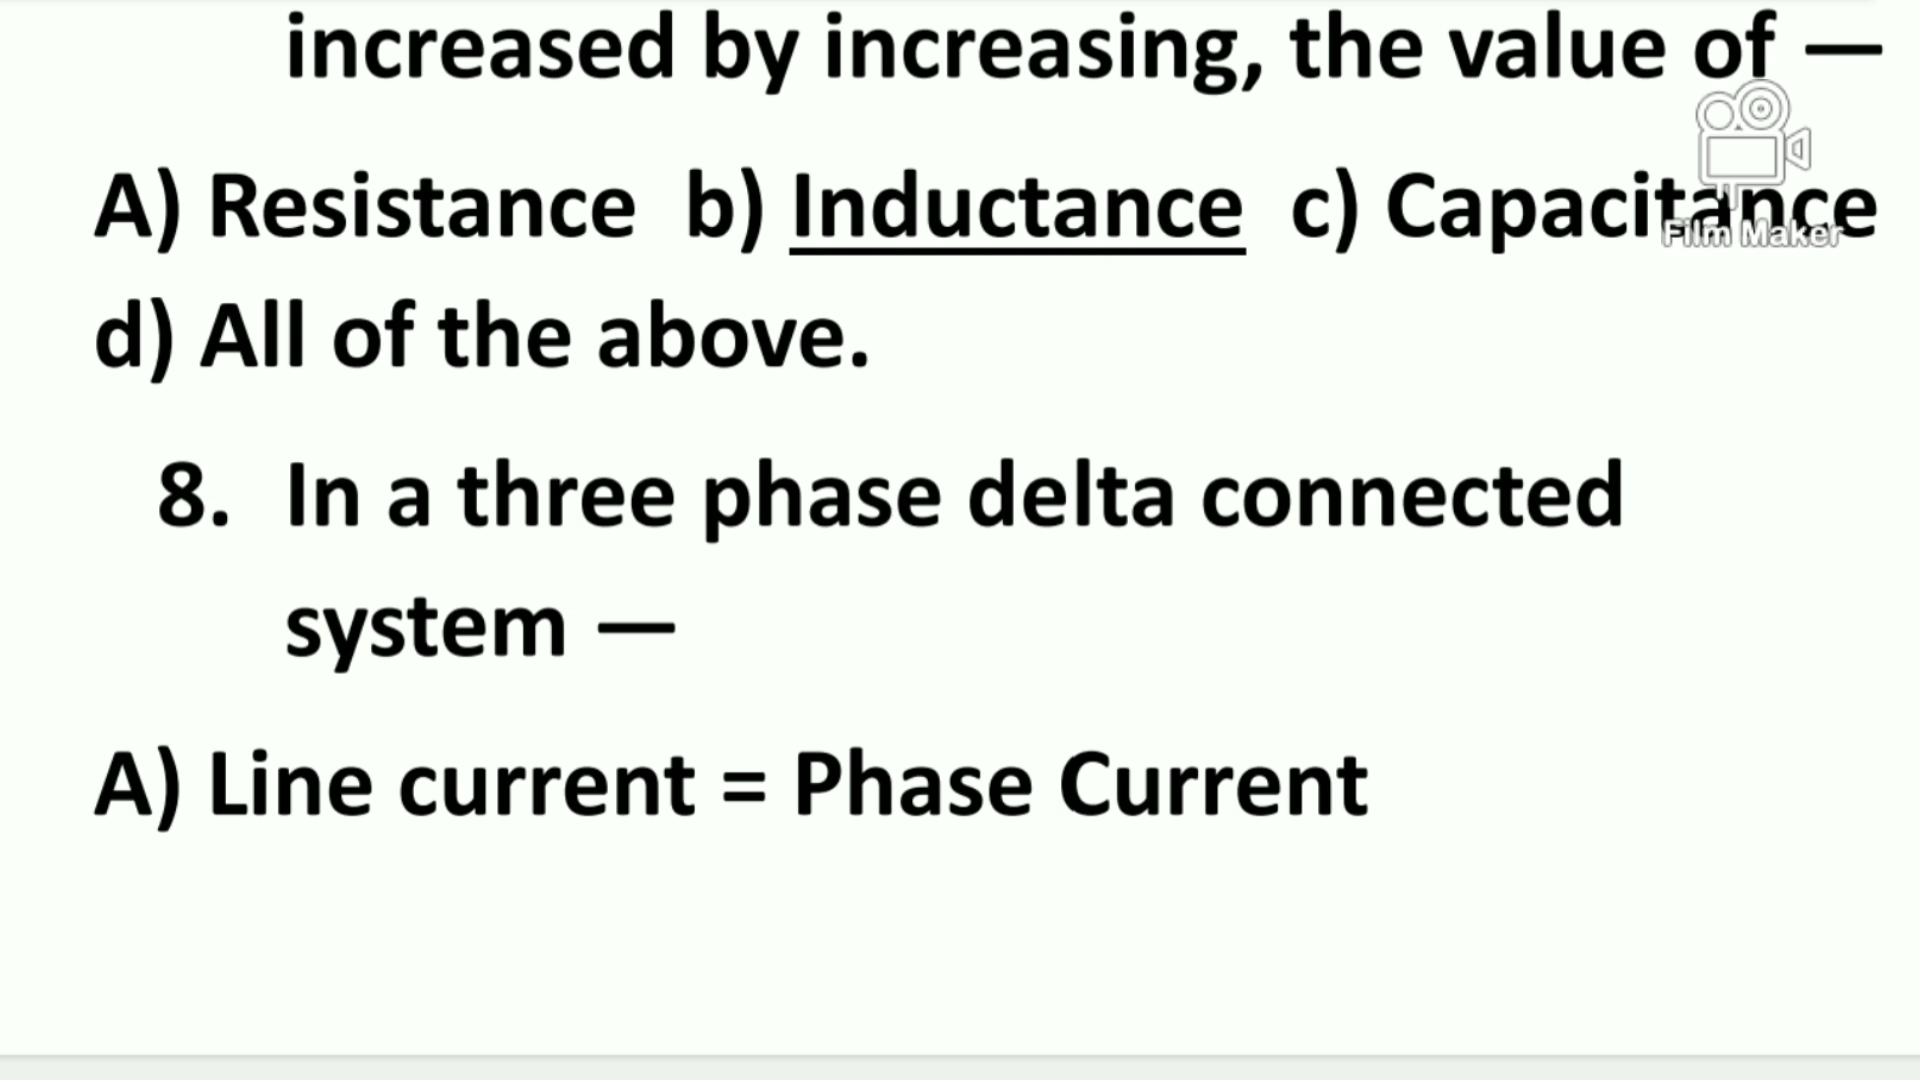 increased by increasing, the value of —
A) Resistance b) Inductance c) Capacitance
Film Maker
d) All of the above.
8. In a three phase delta connected
system —
A) Line current = Phase Current